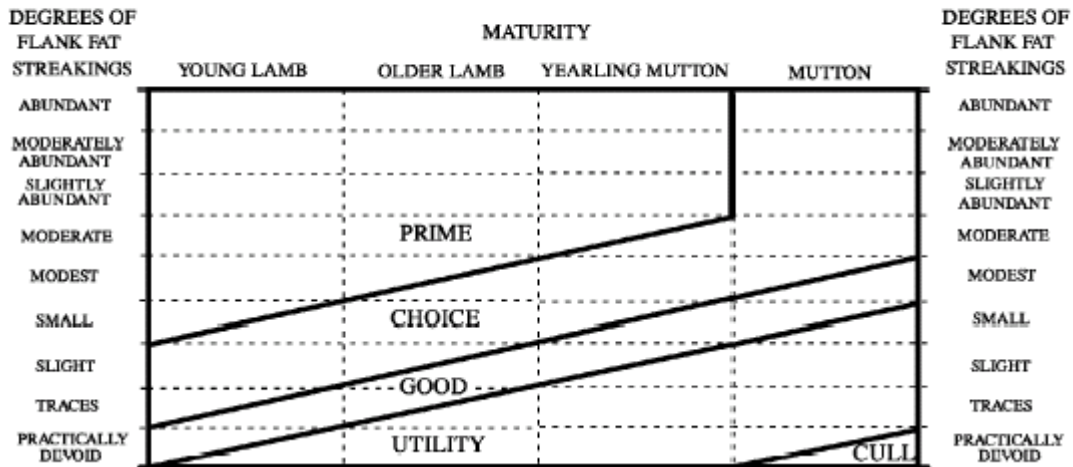 DEGREES OF
FLANK FAT
STREAKINGS
MATURITY
YOUNG LAMB
OLDER LAMB
YEARLING MUTTON
MUTTON
DEGREES OF
FLANK FAT
STREAKINGS
ABUNDANT
ABUNDANT
MODERATELY
ABUNDANT
MODERATELY
ABUNDANT
SLIGHTLY
ABUNDANT
SLIGHTLY
ABUNDANT
MODERATE
PRIME
MODERATE
MODEST
MODEST
SMALL
CHOICE
SMALL
SLIGHT
SLIGHT
GOOD
TRACES
TRACES
PRACTICALLY
DEVOID
UTILITY
CULL
PRACTICALLY
DEVOID